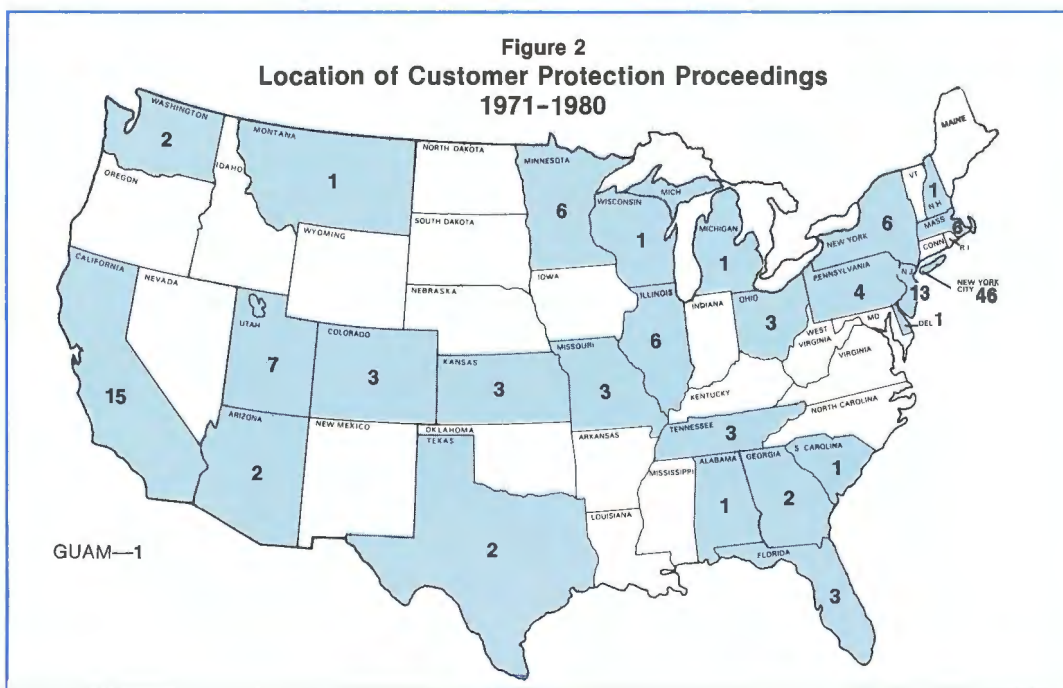 Figure 2
Location of Customer Protection Proceedings
1971–1980
WASHINGTON
2
MONTANA
1
NORTH DAKOTA
MINNESOTA
6
MAINE
OREGON
IDAHO
WYOMING
SOUTH DAKOTA
WISCONSIN
1
MICH
MICHIGAN
1
VT
1
N.H.
MASS
6
NEW YORK
6
CONN
R I
CALIFORNIA
15
NEVADA
NEBRASKA
IOWA
ILLINOIS
6
INDIANA
OHIO
3
PENNSYLVANIA
4
N.J.
13
NEW YORK
CITY
46
DEL 1
MD
WEST
VIRGINIA
VIRGINIA
UTAH
7
COLORADO
3
KANSAS
3
MISSOURI
3
KENTUCKY
NORTH CAROLINA
ARIZONA
2
NEW MEXICO
OKLAHOMA
TEXAS
2
ARKANSAS
TENNESSEE
3
S CAROLINA
1
MISSISSIPPI
ALABAMA
1
GEORGIA
2
LOUISIANA
FLORIDA
3
GUAM—1